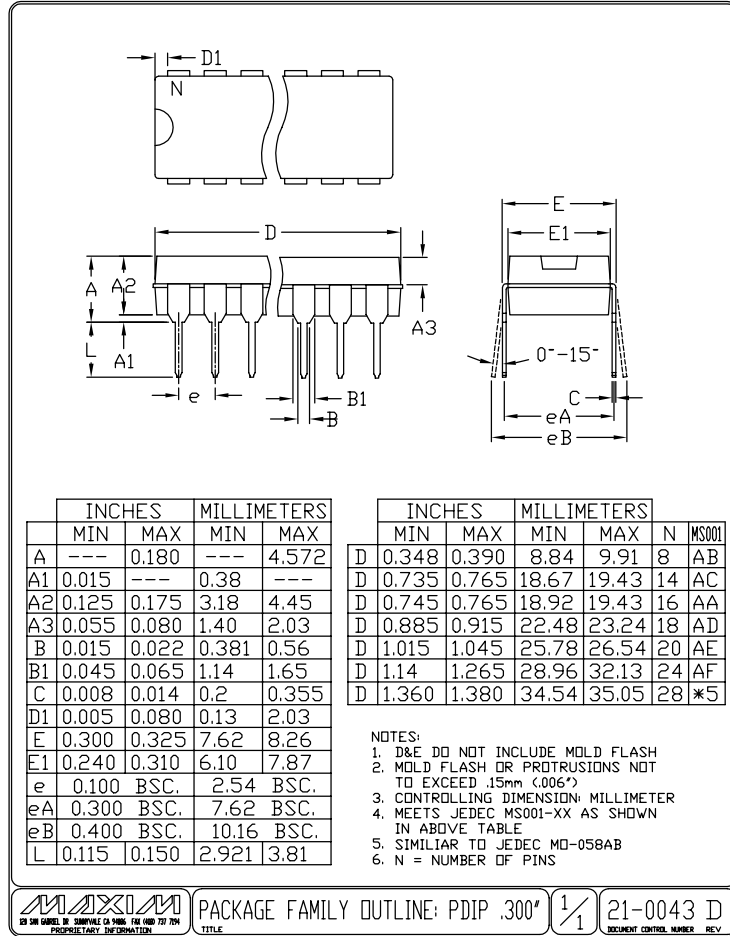 D1
N
D
E
E1
A
A2
A3
L
A1
0°-15°
e
B1
B
C
eA
eB
INCHES MILLIMETERS
MIN MAX MIN MAX
A --- 0.180 --- 4.572
A1 0.015 --- 0.38 ---
A2 0.125 0.175 3.18 4.45
A3 0.055 0.080 1.40 2.03
B 0.015 0.022 0.381 0.56
B1 0.045 0.065 1.14 1.65
C 0.008 0.014 0.2 0.355
D1 0.005 0.080 0.13 2.03
E 0.300 0.325 7.62 8.26
E1 0.240 0.310 6.10 7.87
e 0.100 BSC. 2.54 BSC.
eA 0.300 BSC. 7.62 BSC.
eB 0.400 BSC. 10.16 BSC.
L 0.115 0.150 2.921 3.81
INCHES MILLIMETERS
MIN MAX MIN MAX N MS001
D 0.348 0.390 8.84 9.91 8 AB
D 0.735 0.765 18.67 19.43 14 AC
D 0.745 0.765 18.92 19.43 16 AA
D 0.885 0.915 22.48 23.24 18 AD
D 1.015 1.045 25.78 26.54 20 AE
D 1.14 1.265 28.96 32.13 24 AF
D 1.360 1.380 34.54 35.05 28 *5
NOTES:
1. D&E DO NOT INCLUDE MOLD FLASH
2. MOLD FLASH OR PROTRUSIONS NOT
TO EXCEED .15mm (.006")
3. CONTROLLING DIMENSION: MILLIMETER
4. MEETS JEDEC MS001-XX AS SHOWN
IN ABOVE TABLE
5. SIMILIAR TO JEDEC MO-058AB
6. N = NUMBER OF PINS
MAXIM
120 SAN GABRIEL DR SUNNYVALE CA 94086 FAX (408) 737 7194
PROPRIETARY INFORMATION
PACKAGE FAMILY OUTLINE: PDIP .300"
TITLE
1/1
21-0043 D
DOCUMENT CONTROL NUMBER REV